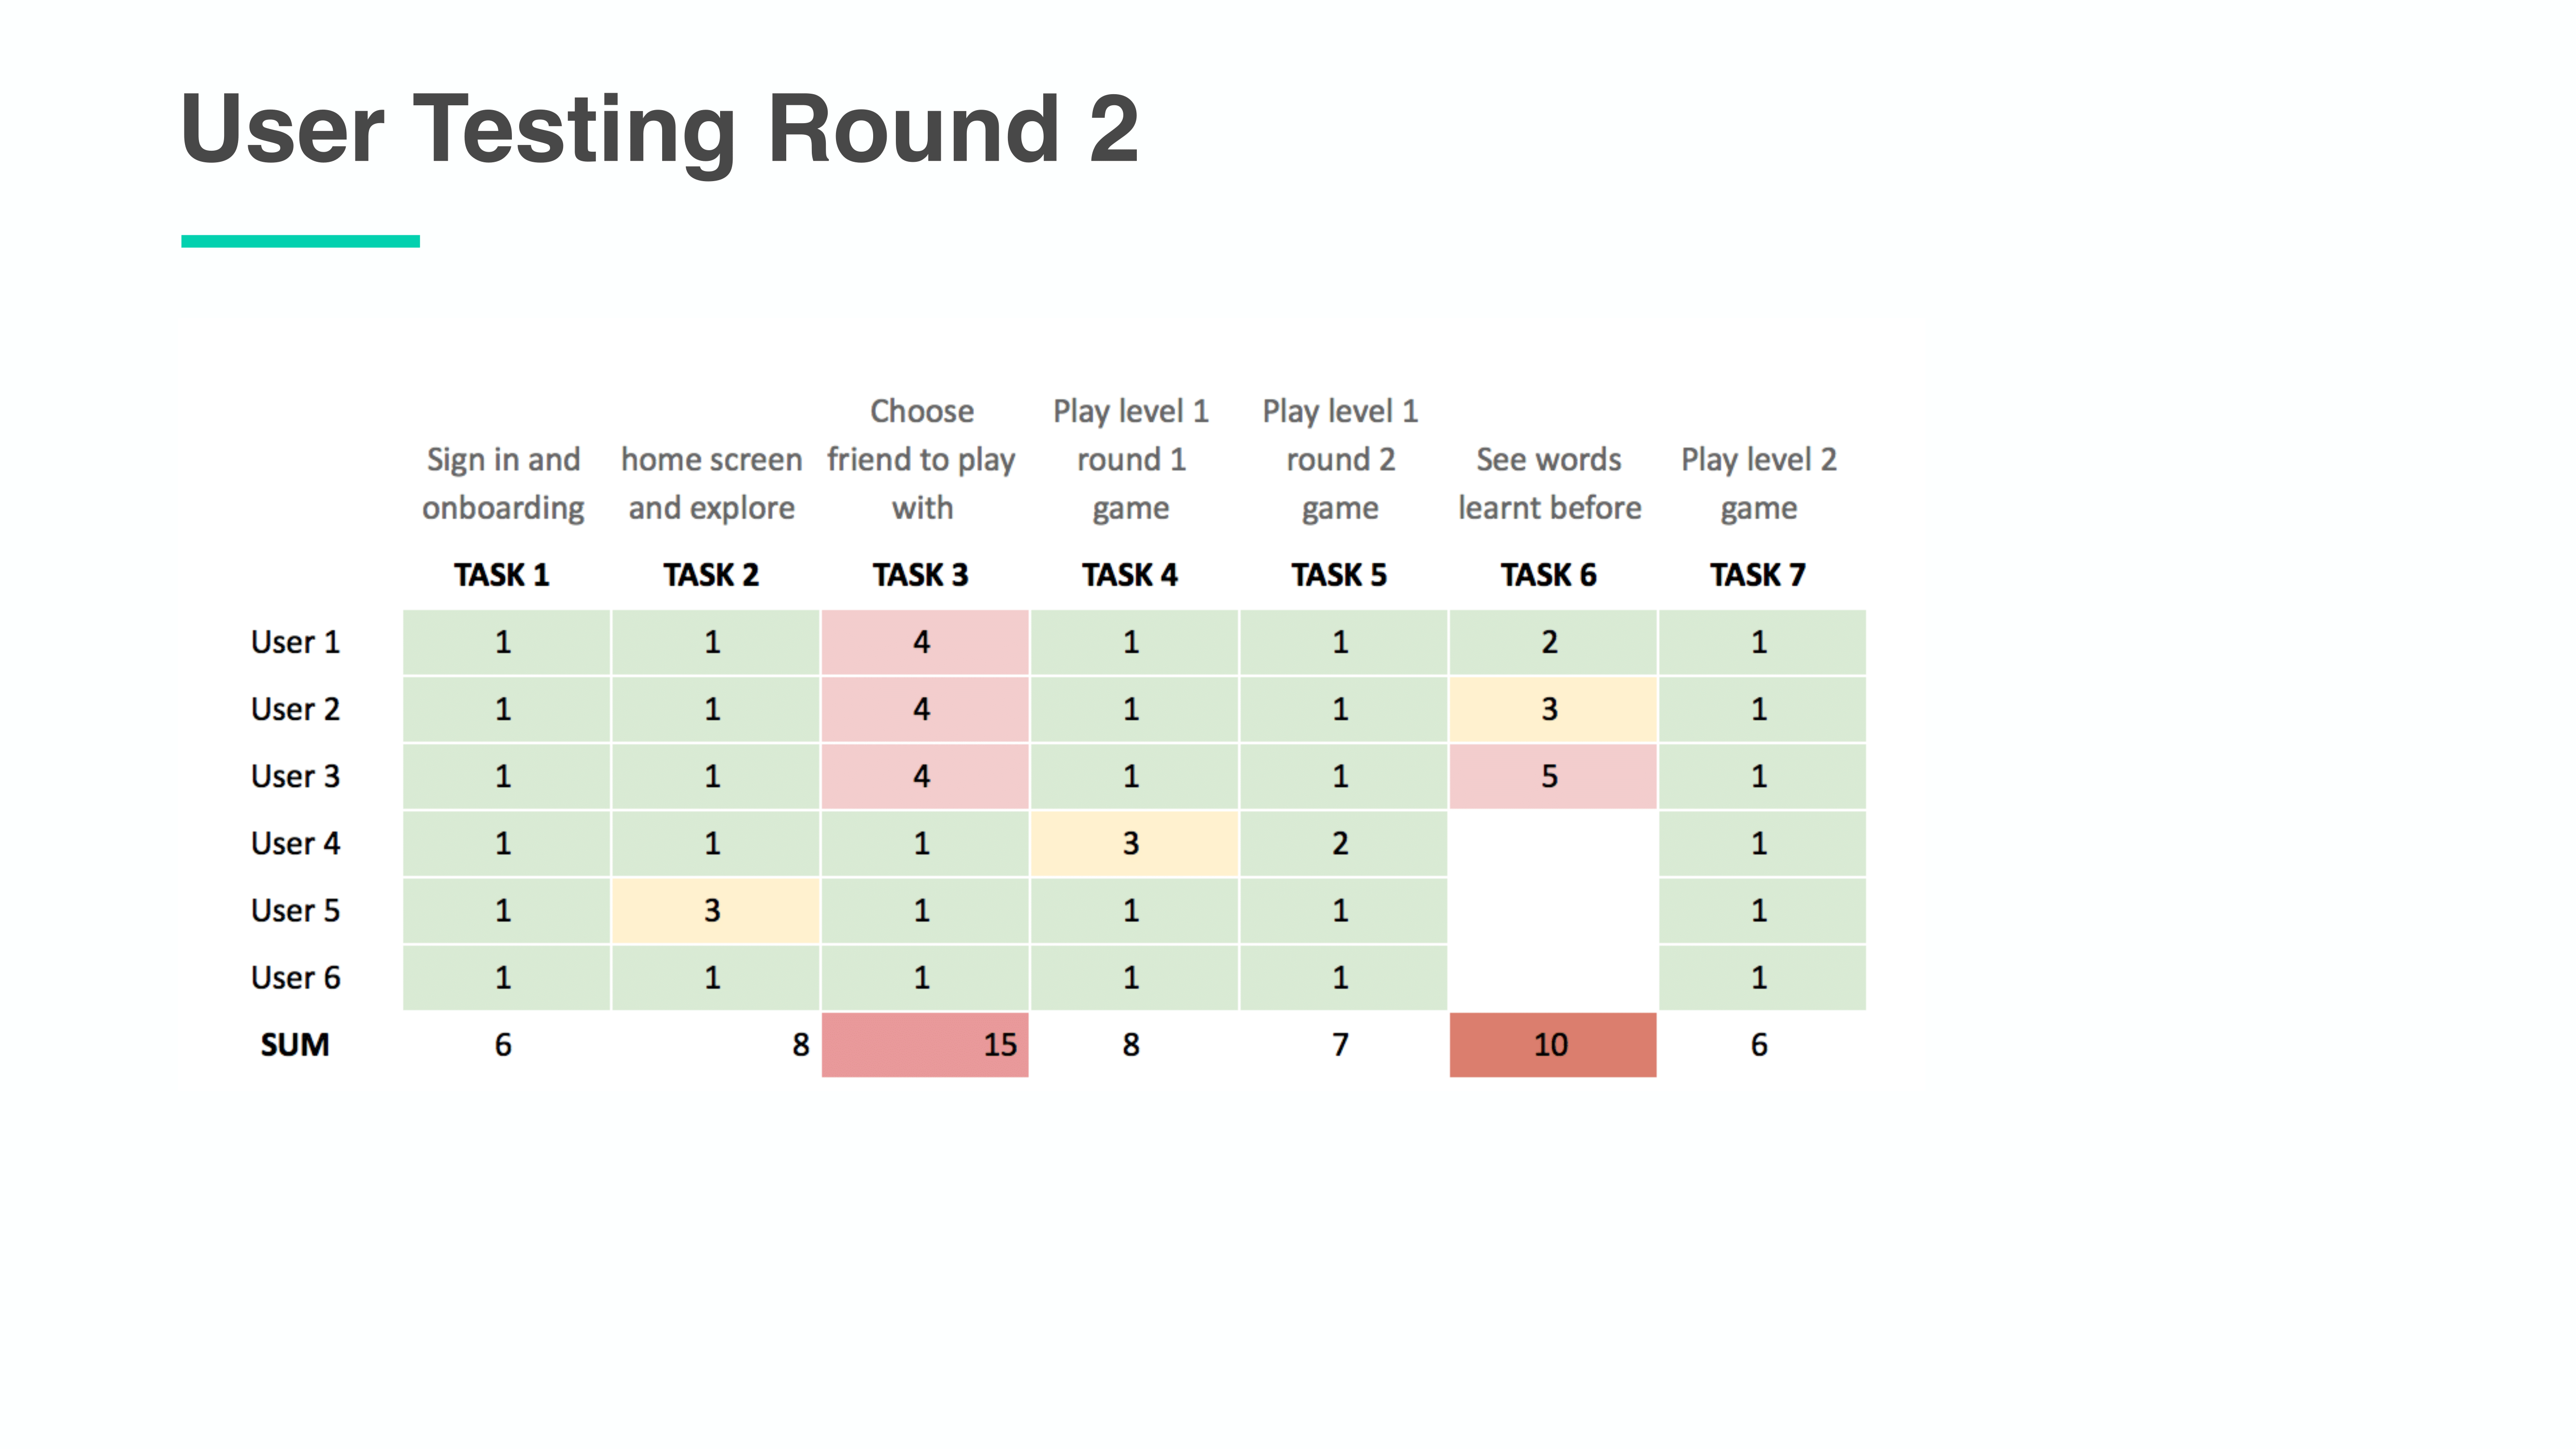 User Testing Round 2
Choose Play level 1 Play level 1
Sign in and home screen friend to play round 1 round 2 See words Play level 2
onboarding and explore with game game learnt before game
TASK 1 TASK 2 TASK 3 TASK 4 TASK 5 TASK 6 TASK 7
User 1 1 1 4 1 1 2 1
User 2 1 1 4 1 1 3 1
User 3 1 1 4 1 1 5 1
User 4 1 1 1 3 2 1
User 5 1 3 1 1 1 1
User 6 1 1 1 1 1 1
SUM 6 8 15 8 7 10 6